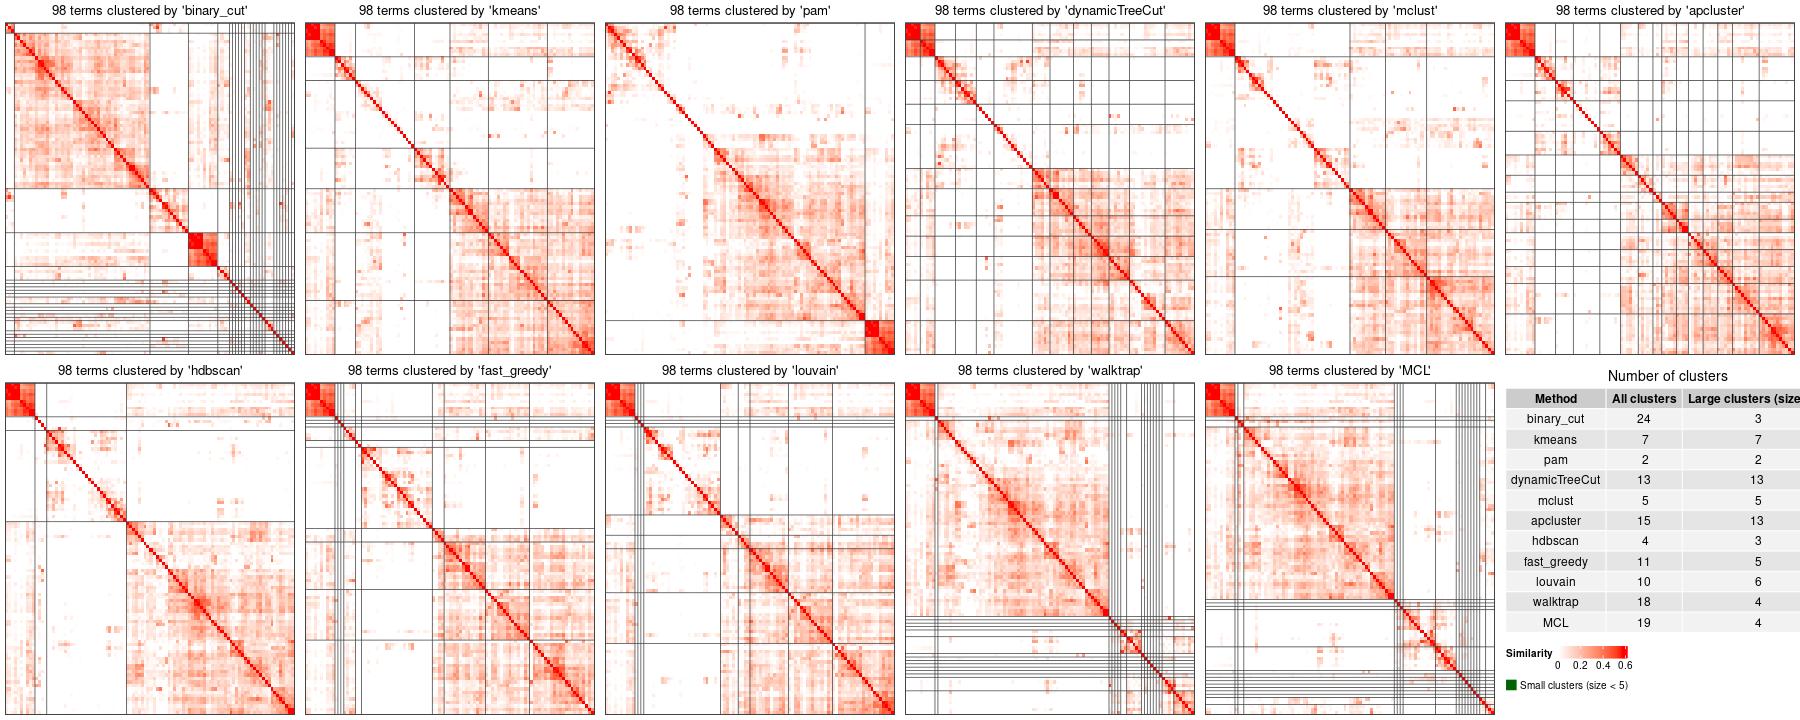 98 terms clustered by 'binary_cut'
98 terms clustered by 'kmeans'
98 terms clustered by 'pam'
98 terms clustered by 'dynamicTreeCut'
98 terms clustered by 'mclust'
98 terms clustered by 'apcluster'
98 terms clustered by 'hdbscan'
98 terms clustered by 'fast_greedy'
98 terms clustered by 'louvain'
98 terms clustered by 'walktrap'
98 terms clustered by 'MCL'
Number of clusters
Method All clusters Large clusters (size
binary_cut 24 3
kmeans 7 7
pam 2 2
dynamicTreeCut 13 13
mclust 5 5
apcluster 15 13
hdbscan 4 3
fast_greedy 11 5
louvain 10 6
walktrap 18 4
MCL 19 4
Similarity
0 0.2 0.4 0.6
Small clusters (size < 5)